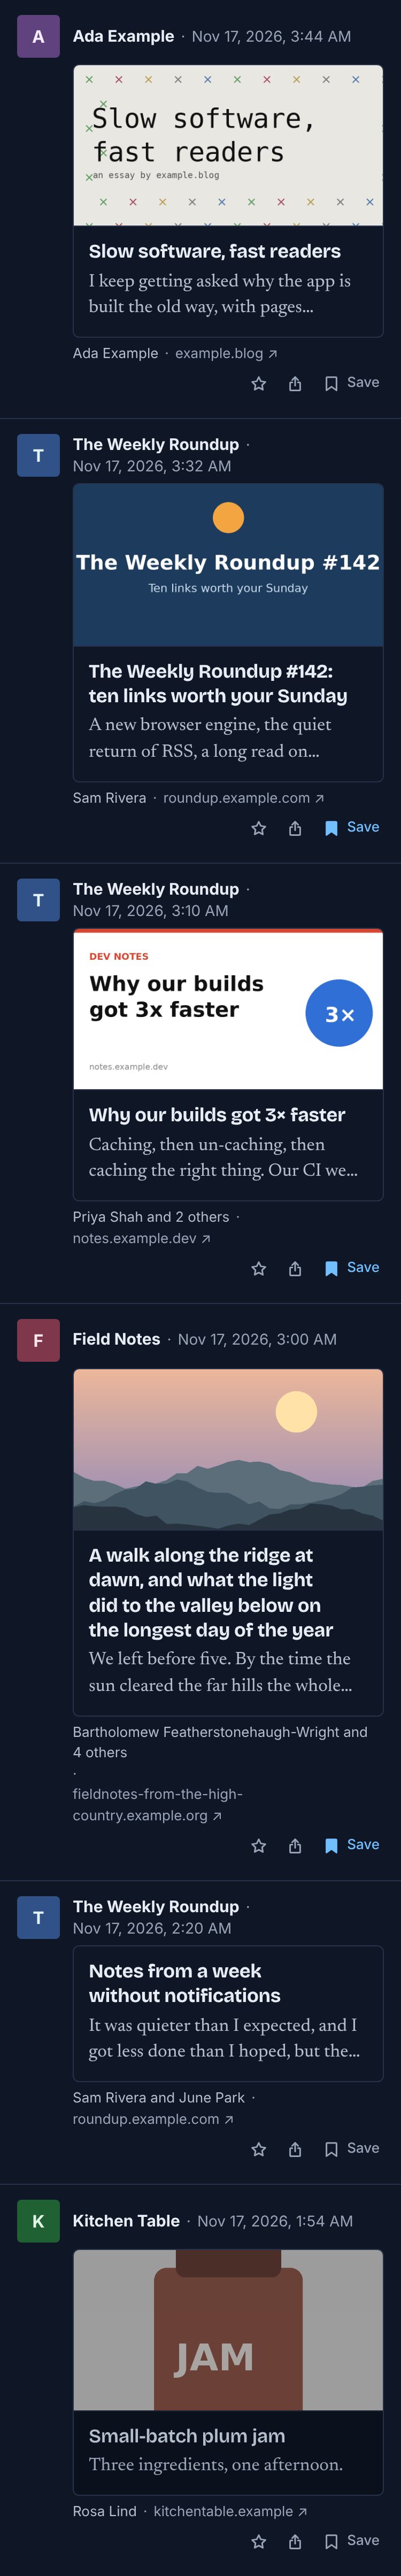 A
Ada Example · Nov 17, 2026, 3:44 AM
Slow software,
fast readers
an essay by example.blog
Slow software, fast readers
I keep getting asked why the app is
built the old way, with pages…
Ada Example · example.blog ↗
Save
T
The Weekly Roundup ·
Nov 17, 2026, 3:32 AM
The Weekly Roundup #142
Ten links worth your Sunday
The Weekly Roundup #142:
ten links worth your Sunday
A new browser engine, the quiet
return of RSS, a long read on…
Sam Rivera · roundup.example.com ↗
Save
T
The Weekly Roundup ·
Nov 17, 2026, 3:10 AM
DEV NOTES
Why our builds
got 3x faster
3×
notes.example.dev
Why our builds got 3× faster
Caching, then un-caching, then
caching the right thing. Our CI we…
Priya Shah and 2 others ·
notes.example.dev ↗
Save
F
Field Notes · Nov 17, 2026, 3:00 AM
A walk along the ridge at
dawn, and what the light
did to the valley below on
the longest day of the year
We left before five. By the time the
sun cleared the far hills the whole…
Bartholomew Featherstonehaugh-Wright and
4 others
·
fieldnotes-from-the-high-
country.example.org ↗
Save
T
The Weekly Roundup ·
Nov 17, 2026, 2:20 AM
Notes from a week
without notifications
It was quieter than I expected, and I
got less done than I hoped, but the…
Sam Rivera and June Park ·
roundup.example.com ↗
Save
K
Kitchen Table · Nov 17, 2026, 1:54 AM
JAM
Small-batch plum jam
Three ingredients, one afternoon.
Rosa Lind · kitchentable.example ↗
Save